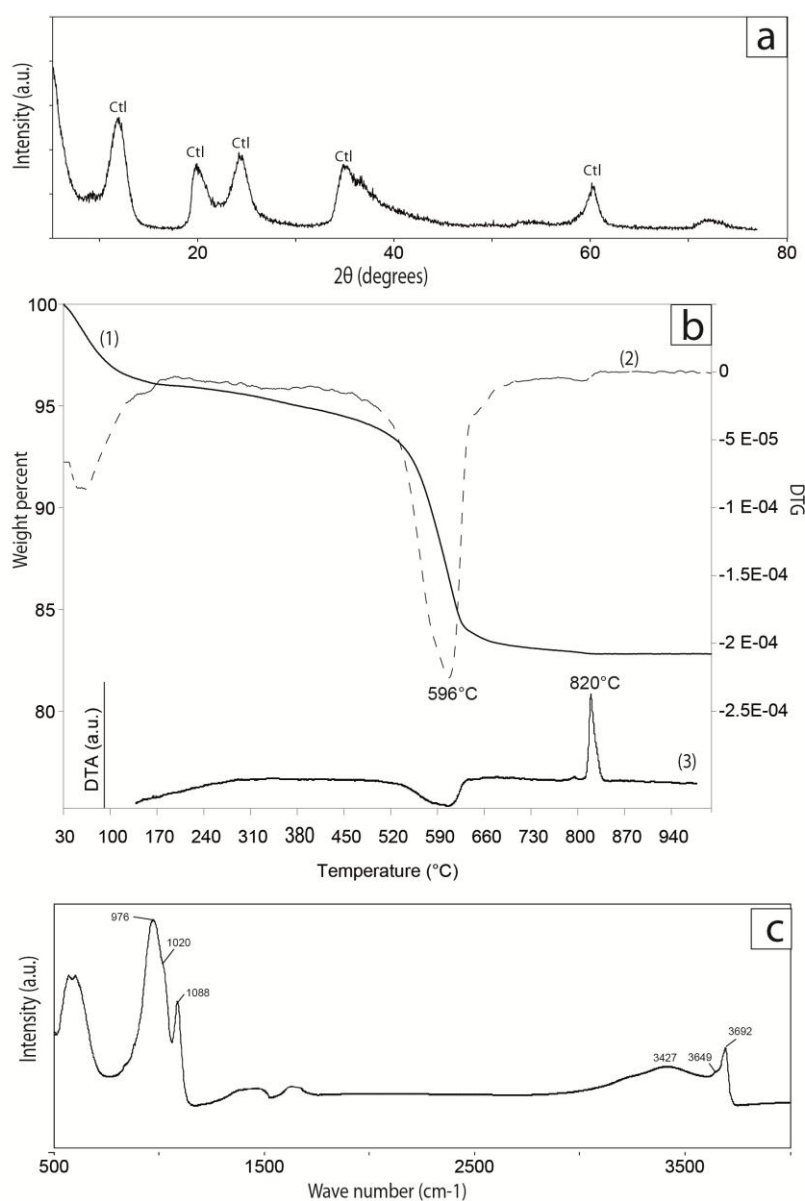 a
Intensity (a.u.)
Ctl
Ctl
Ctl
Ctl
Ctl
20 40 60 80
2θ (degrees)
b
100
95
90
85
80
Weight percent
(1)
(2)
0
-5 E-05
-1 E-04
-1.5E-04
-2 E-04
-2.5E-04
DTG
596°C
820°C
DTA (a.u.)
(3)
30 100 170 240 310 380 450 520 590 660 730 800 870 940
Temperature (°C)
c
Intensity (a.u.)
976
1020
1088
3427
3649
3692
500 1500 2500 3500
Wave number (cm-1)